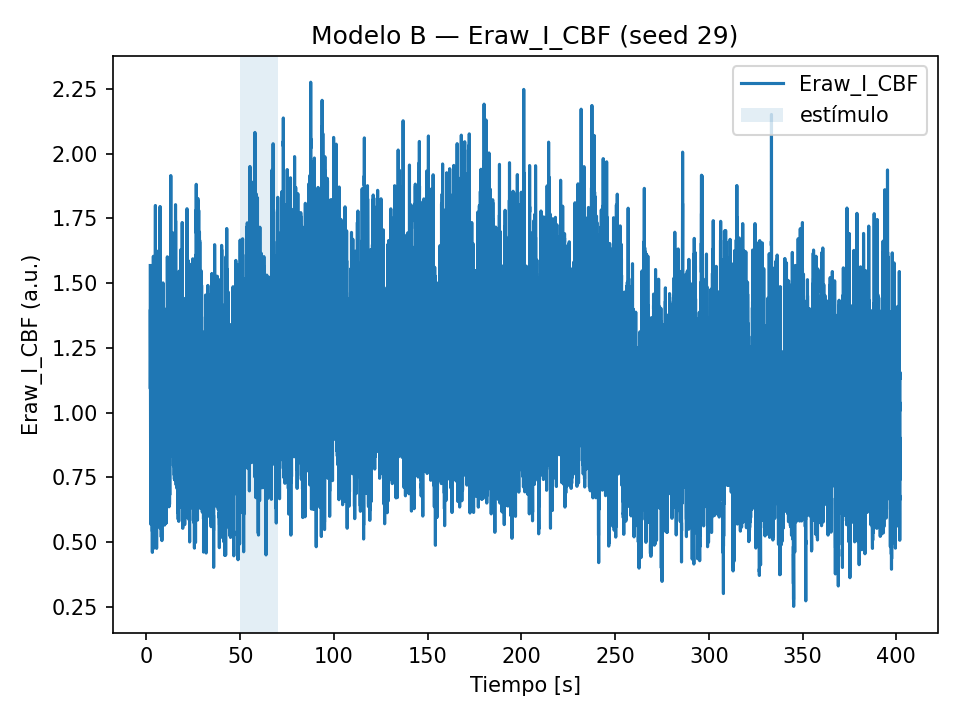 Modelo B — Eraw_I_CBF (seed 29)
Eraw_I_CBF
estímulo
Eraw_I_CBF (a.u.)
2.25
2.00
1.75
1.50
1.25
1.00
0.75
0.50
0.25
0 50 100 150 200 250 300 350 400
Tiempo [s]